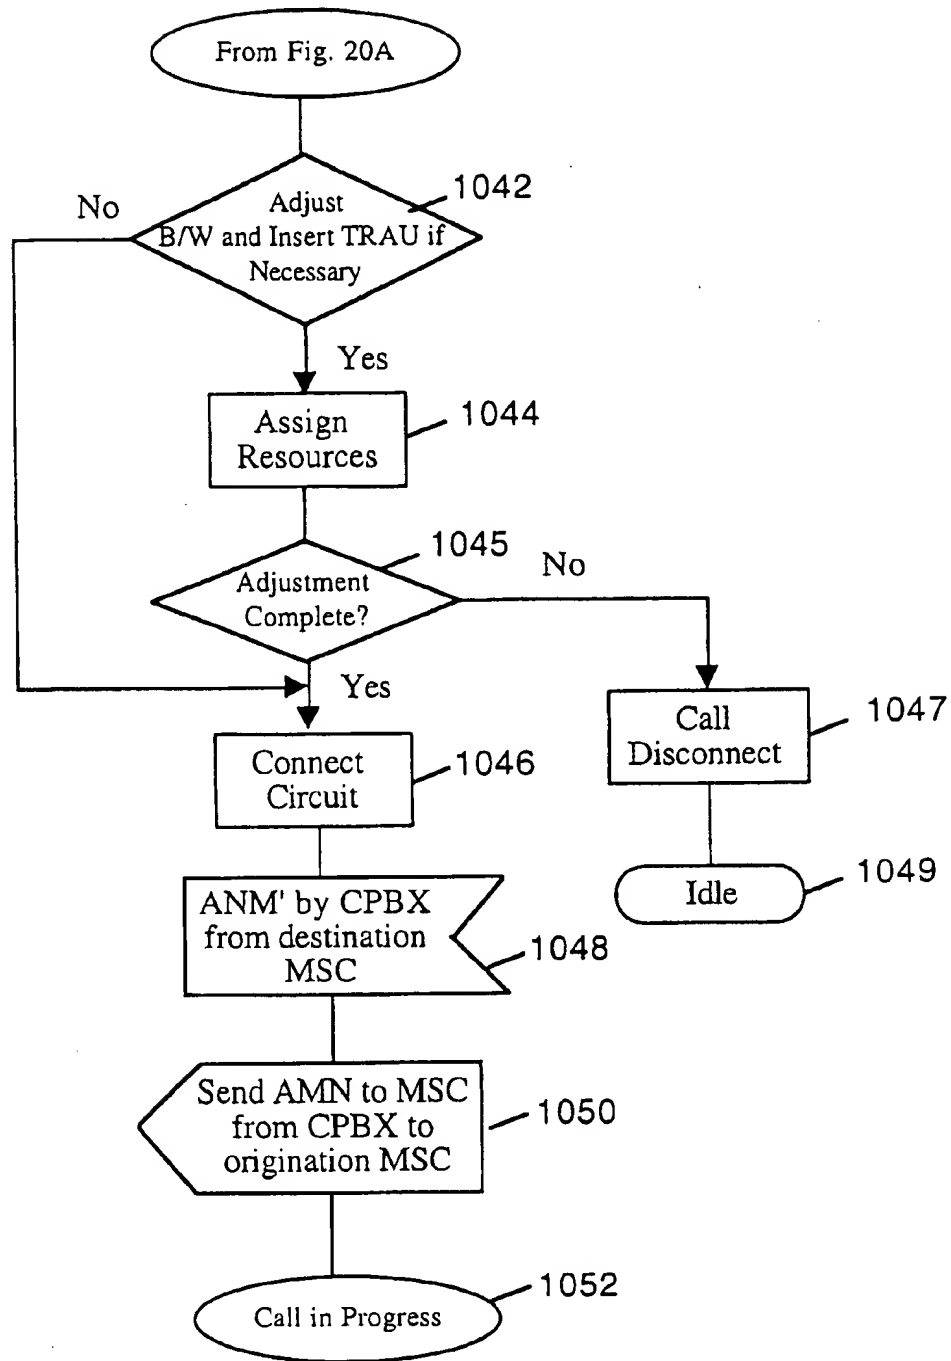 From Fig. 20A
1042
No
Adjust
B/W and Insert TRAU if
Necessary
Yes
1044
Assign
Resources
1045
No
Adjustment
Complete?
Yes
1047
Call
Disconnect
1046
Connect
Circuit
1049
Idle
ANM' by CPBX
from destination
MSC
1048
Send AMN to MSC
from CPBX to
origination MSC
1050
1052
Call in Progress